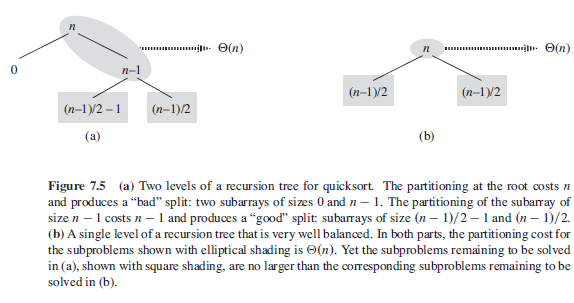 n
Θ(n)
0
n–1
(n–1)/2 – 1
(n–1)/2
(a)
n
Θ(n)
(n–1)/2
(n–1)/2
(b)
Figure 7.5 (a) Two levels of a recursion tree for quicksort. The partitioning at the root costs n
and produces a “bad” split: two subarrays of sizes 0 and n − 1. The partitioning of the subarray of
size n − 1 costs n − 1 and produces a “good” split: subarrays of size (n − 1)/2 − 1 and (n − 1)/2.
(b) A single level of a recursion tree that is very well balanced. In both parts, the partitioning cost for
the subproblems shown with elliptical shading is Θ(n). Yet the subproblems remaining to be solved
in (a), shown with square shading, are no larger than the corresponding subproblems remaining to be
solved in (b).